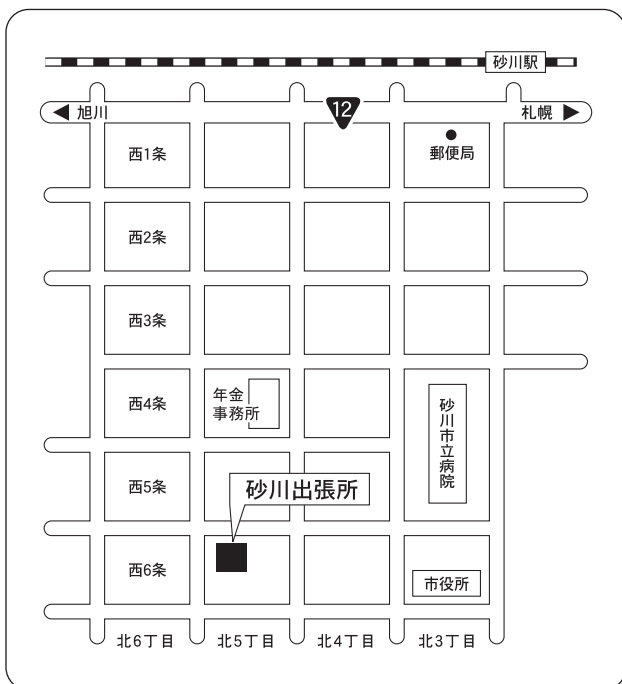 砂川駅
旭川
12
札幌
西1条
郵便局
西2条
西3条
西4条
年金
事務所
砂川市立病院
西5条
砂川出張所
西6条
市役所
北6丁目
北5丁目
北4丁目
北3丁目